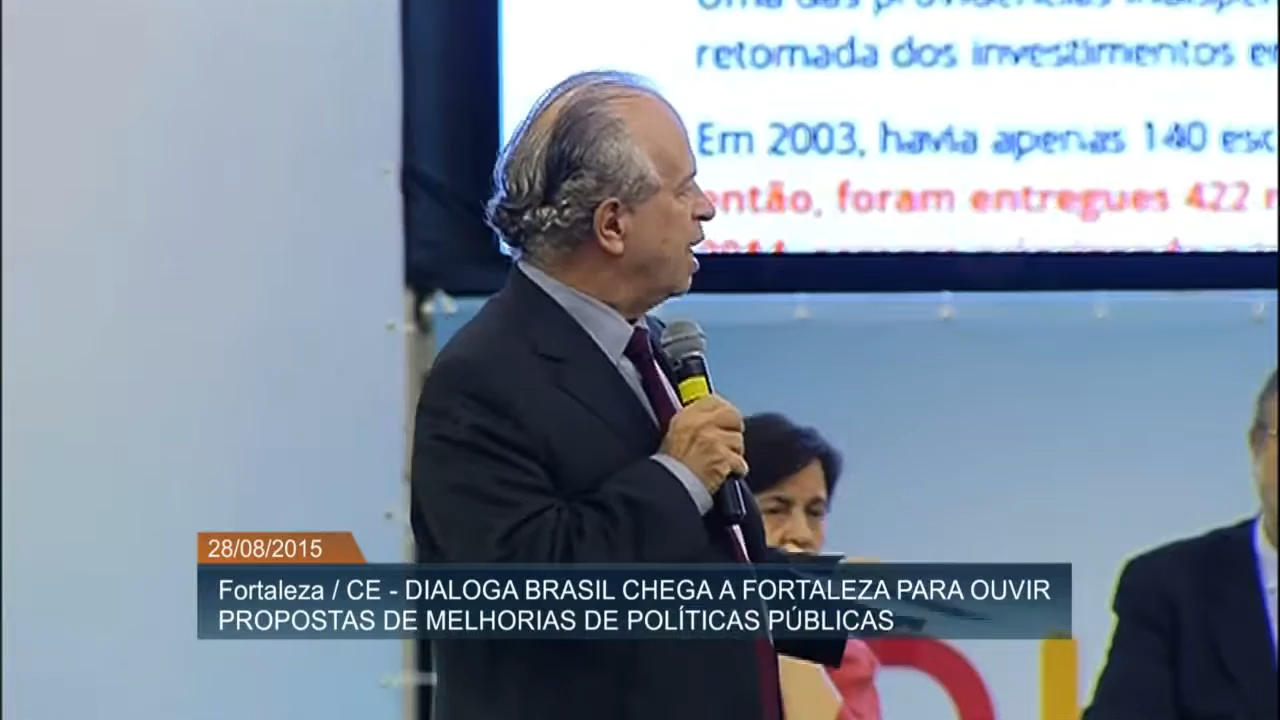 retomada dos investimentos
Em 2003, havia apenas 140
então, foram entregues 422
28/08/2015
Fortaleza / CE - DIALOGA BRASIL CHEGA A FORTALEZA PARA OUVIR
PROPOSTAS DE MELHORIAS DE POLÍTICAS PÚBLICAS